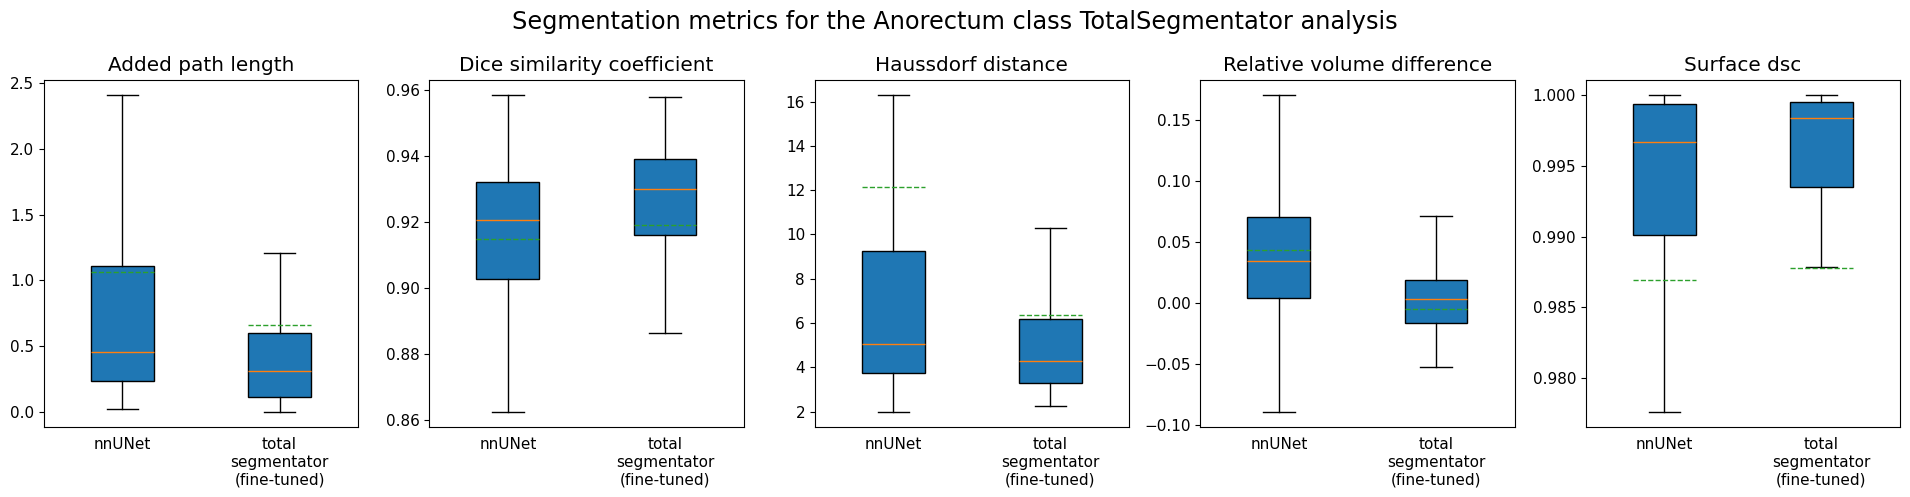 Segmentation metrics for the Anorectum class TotalSegmentator analysis
Added path length
2.5
2.0
1.5
1.0
0.5
0.0
nnUNet
total
segmentator
(fine-tuned)
Dice similarity coefficient
0.96
0.94
0.92
0.90
0.88
0.86
nnUNet
total
segmentator
(fine-tuned)
Haussdorf distance
16
14
12
10
8
6
4
2
nnUNet
total
segmentator
(fine-tuned)
Relative volume difference
0.15
0.10
0.05
0.00
−0.05
−0.10
nnUNet
total
segmentator
(fine-tuned)
Surface dsc
1.000
0.995
0.990
0.985
0.980
nnUNet
total
segmentator
(fine-tuned)